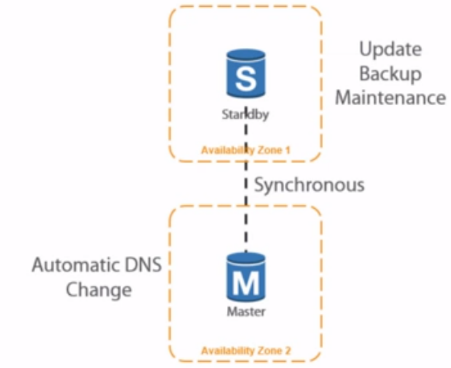 S
Standby
Availability Zone 1
Update
Backup
Maintenance
Synchronous
Automatic DNS
Change
M
Master
Availability Zone 2